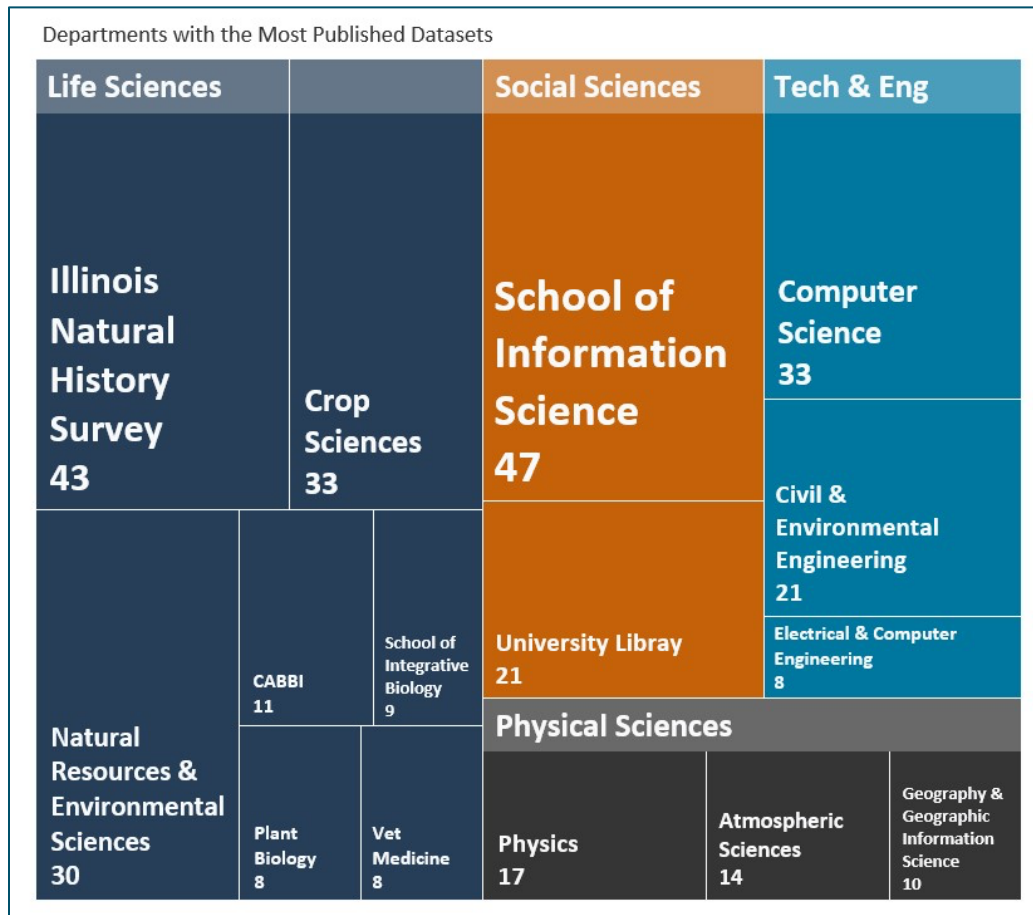 Departments with the Most Published Datasets
Life Sciences
Illinois
Natural
History
Survey
43
Crop
Sciences
33
Natural
Resources &
Environmental
Sciences
30
CABBI
11
School of
Integrative
Biology
9
Plant
Biology
8
Vet
Medicine
8
Social Sciences
School of
Information
Science
47
University Libray
21
Tech & Eng
Computer
Science
33
Civil &
Environmental
Engineering
21
Electrical & Computer
Engineering
8
Physical Sciences
Physics
17
Atmospheric
Sciences
14
Geography &
Geographic
Information
Science
10